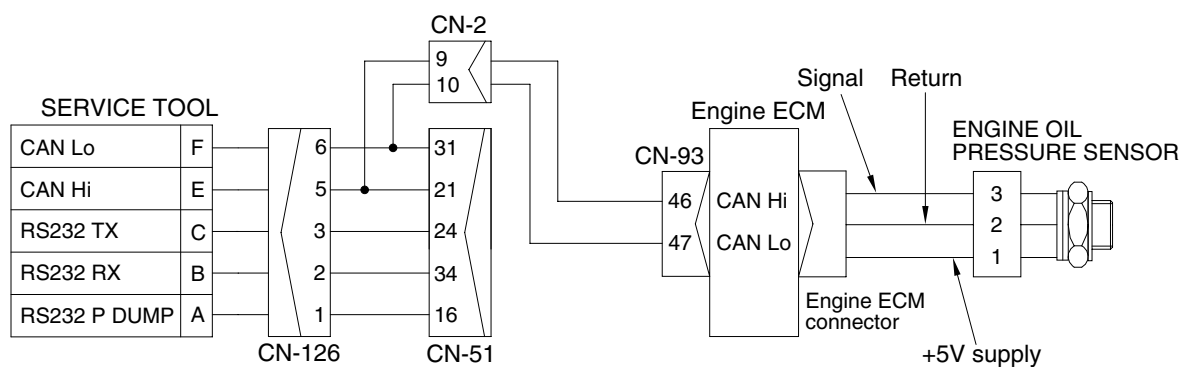 CN-2
9
10
SERVICE TOOL
CAN Lo F 6 31
CAN Hi E 5 21
RS232 TX C 3 24
RS232 RX B 2 34
RS232 P DUMP A 1 16
CN-126
CN-51
CN-93
46
47
Engine ECM
CAN Hi
CAN Lo
Engine ECM
connector
Signal
Return
+5V supply
ENGINE OIL
PRESSURE SENSOR
3
2
1